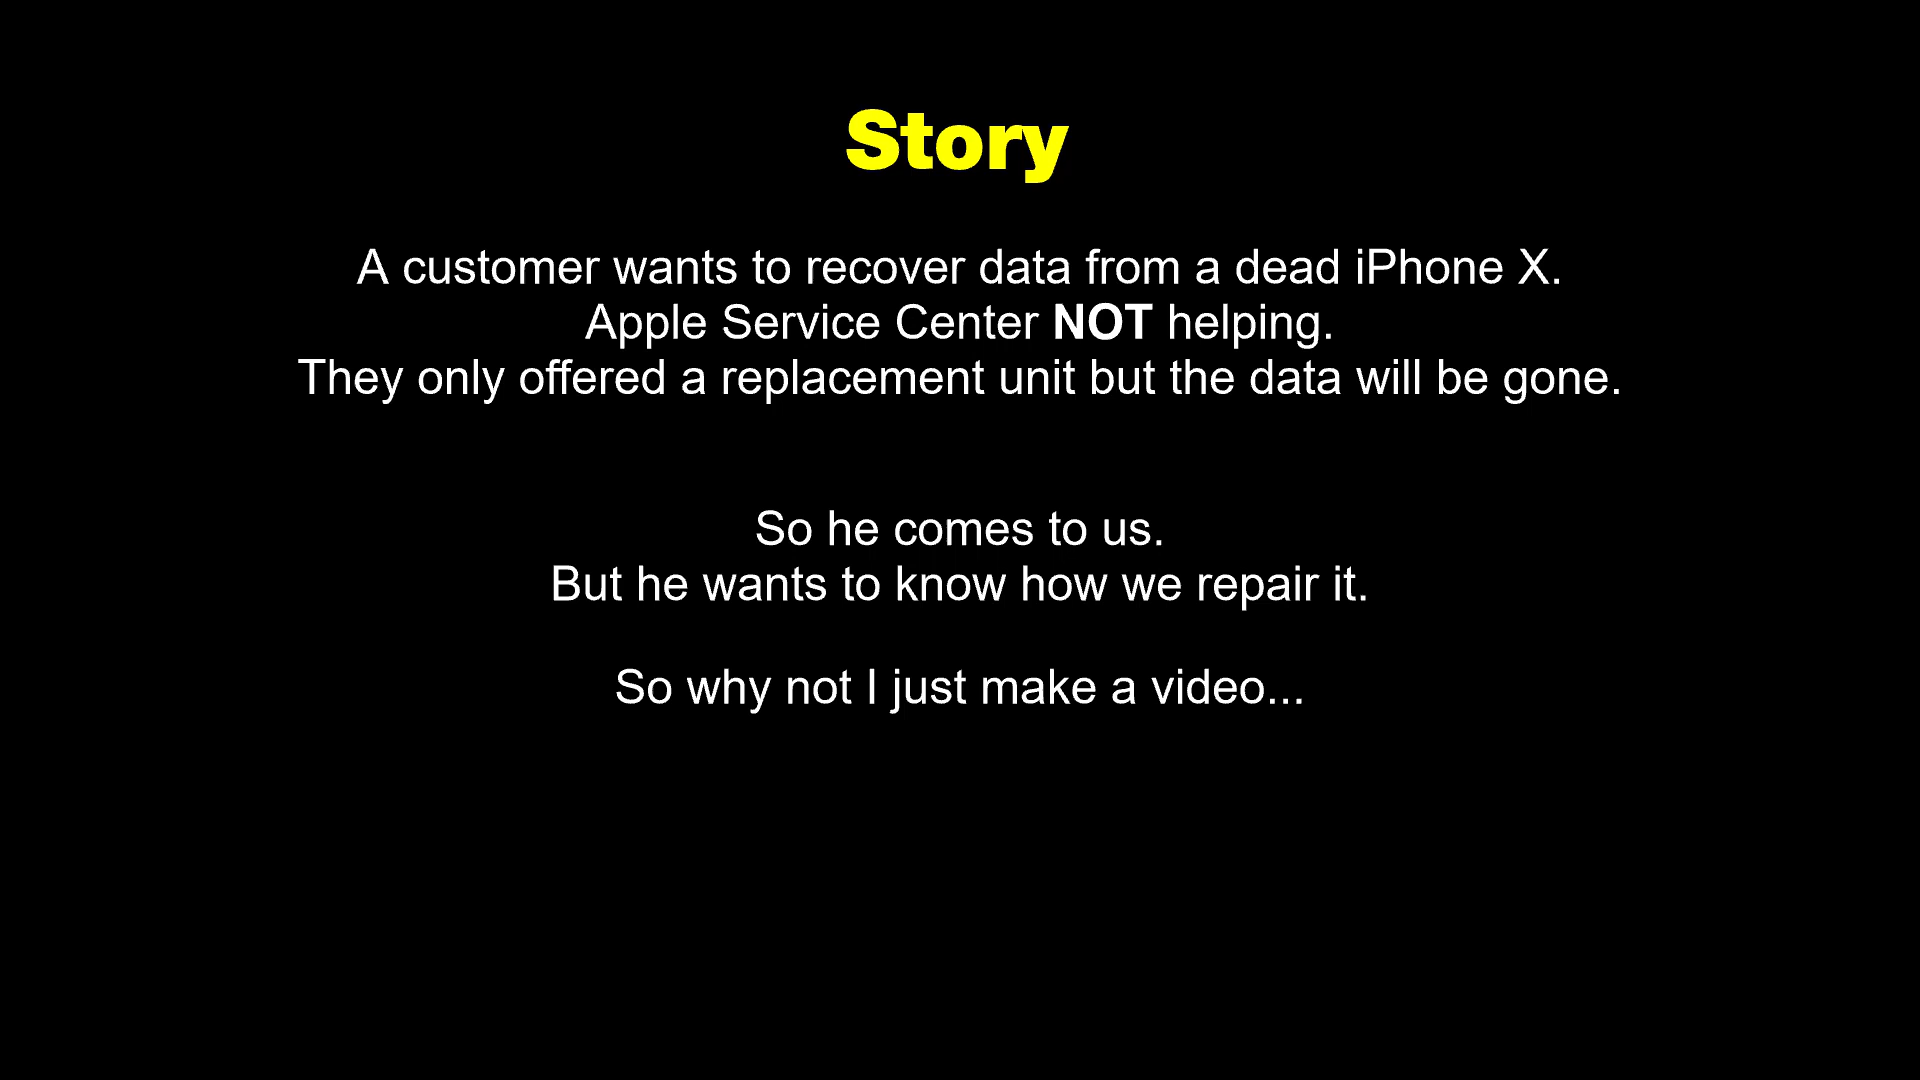 Story
A customer wants to recover data from a dead iPhone X.
Apple Service Center NOT helping.
They only offered a replacement unit but the data will be gone.
So he comes to us.
But he wants to know how we repair it.
So why not I just make a video...